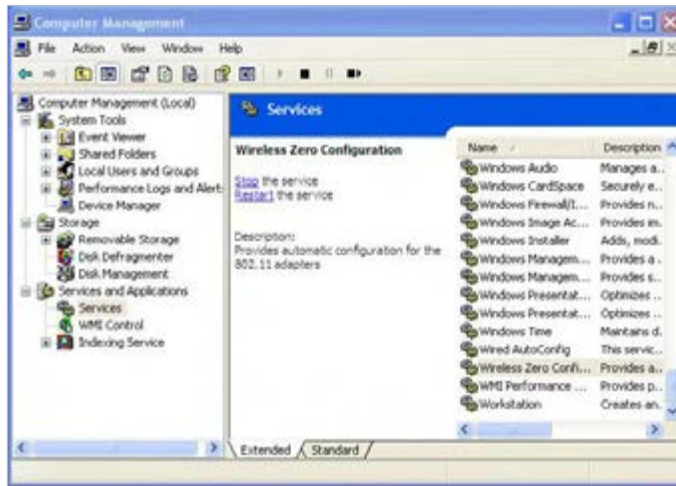 Computer Management
File Action View Window Help
Computer Management (Local)
System Tools
Event Viewer
Shared Folders
Local Users and Groups
Performance Logs and Alert:
Device Manager
Storage
Removable Storage
Disk Defragmenter
Disk Management
Services and Applications
Services
WMI Control
Indexing Service
Services
Wireless Zero Configuration
Stop the service
Restart the service
Description:
Provides automatic configuration for the
802.11 adapters
Name Description
Windows Audio Manages a..
Windows CardSpace Securely e..
Windows Firewall/I... Provides n..
Windows Image Ac... Provides im.
Windows Installer Adds, modi.
Windows Managem... Provides a .
Windows Managem... Provides s..
Windows Presentat... Optimizes ..
Windows Presentat... Optimizes ..
Windows Time Maintains d.
Wired AutoConfig This servic..
Wireless Zero Confi... Provides a..
WMI Performance ... Provides p..
Workstation Creates an.
Extended Standard